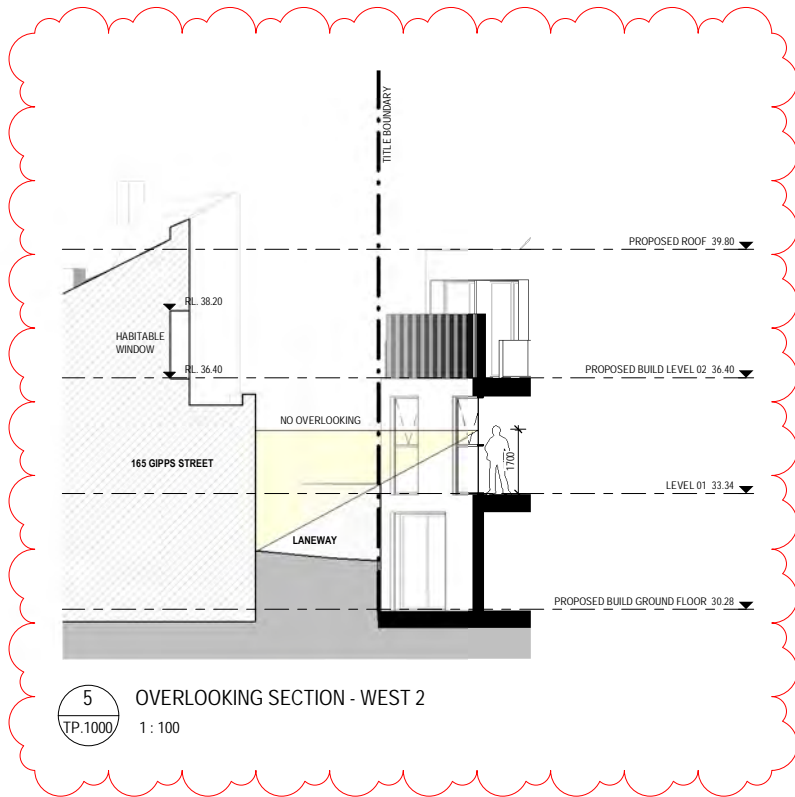 TITLE BOUNDARY
PROPOSED ROOF 39.80
RL. 38.20
HABITABLE
WINDOW
RL. 36.40
PROPOSED BUILD LEVEL 02 36.40
NO OVERLOOKING
165 GIPPS STREET
1700
LEVEL 01 33.34
LANEWAY
PROPOSED BUILD GROUND FLOOR 30.28
5
TP.1000
OVERLOOKING SECTION - WEST 2
1 : 100